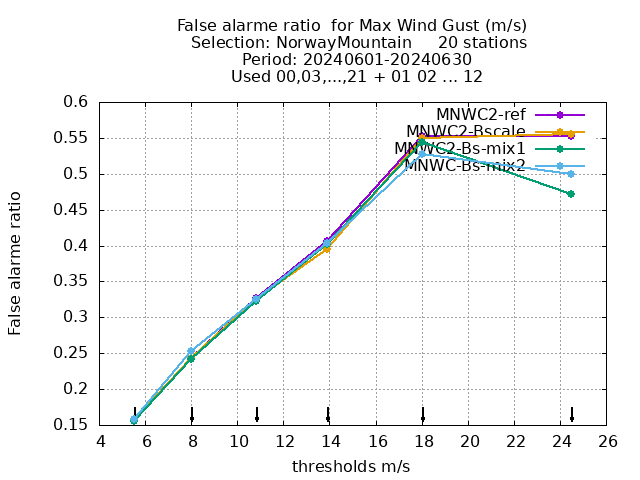 False alarme ratio  for Max Wind Gust (m/s)
Selection: NorwayMountain     20 stations
Period: 20240601-20240630
Used 00,03,...,21 + 01 02 ... 12
MNWC2-ref
MNWC2-Bscale
MNWC2-Bs-mix1
MNWC-Bs-mix2
False alarme ratio
0.6
0.55
0.5
0.45
0.4
0.35
0.3
0.25
0.2
0.15
4 6 8 10 12 14 16 18 20 22 24 26
thresholds m/s